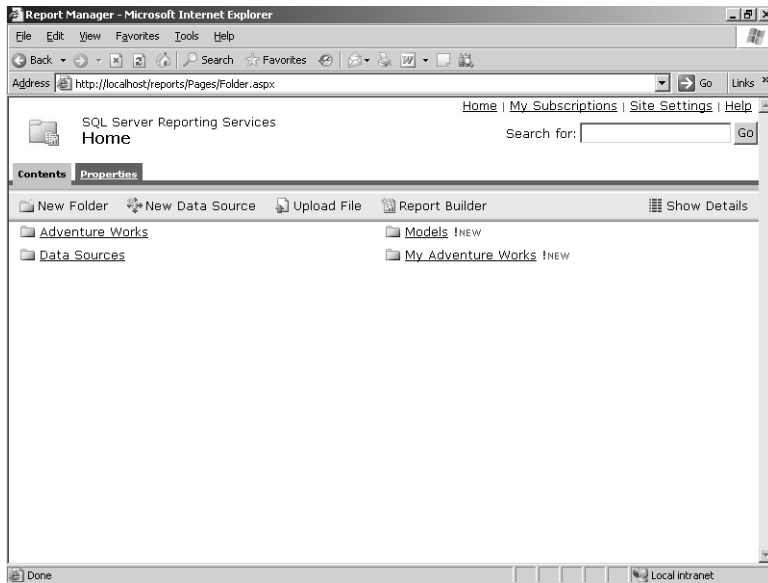 Report Manager - Microsoft Internet Explorer
File Edit View Favorites Tools Help
Back Search Favorites
Address http://localhost/reports/Pages/Folder.aspx Go Links »
Home | My Subscriptions | Site Settings | Help
SQL Server Reporting Services
Home
Search for: Go
Contents Properties
New Folder New Data Source Upload File Report Builder Show Details
Adventure Works Models !NEW
Data Sources My Adventure Works !NEW
Done Local intranet